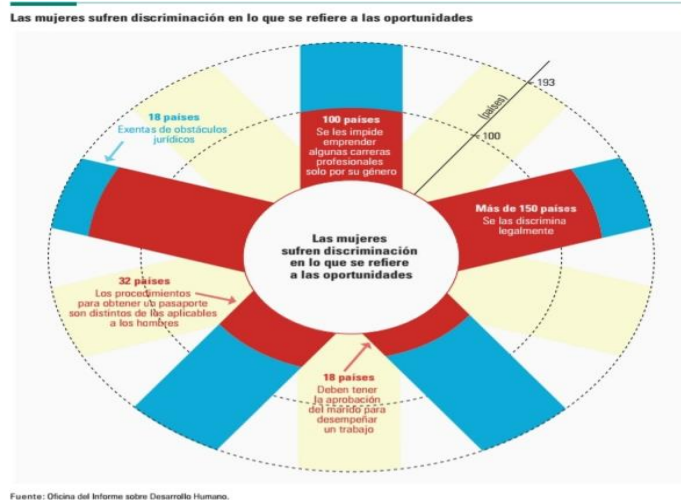 Las mujeres sufren discriminación en lo que se refiere a las oportunidades
193
(países)
100
18 países
Exentas de obstáculos
jurídicos
100 países
Se les impide
emprender
algunas carreras
profesionales
solo por su género
Más de 150 países
Se las discrimina
legalmente
Las mujeres
sufren discriminación
en lo que se refiere
a las oportunidades
32 países
Los procedimientos
para obtener un pasaporte
son distintos de los aplicables
a los hombres
18 países
Deben tener
la aprobación
del marido para
desempeñar
un trabajo
Fuente: Oficina del Informe sobre Desarrollo Humano.